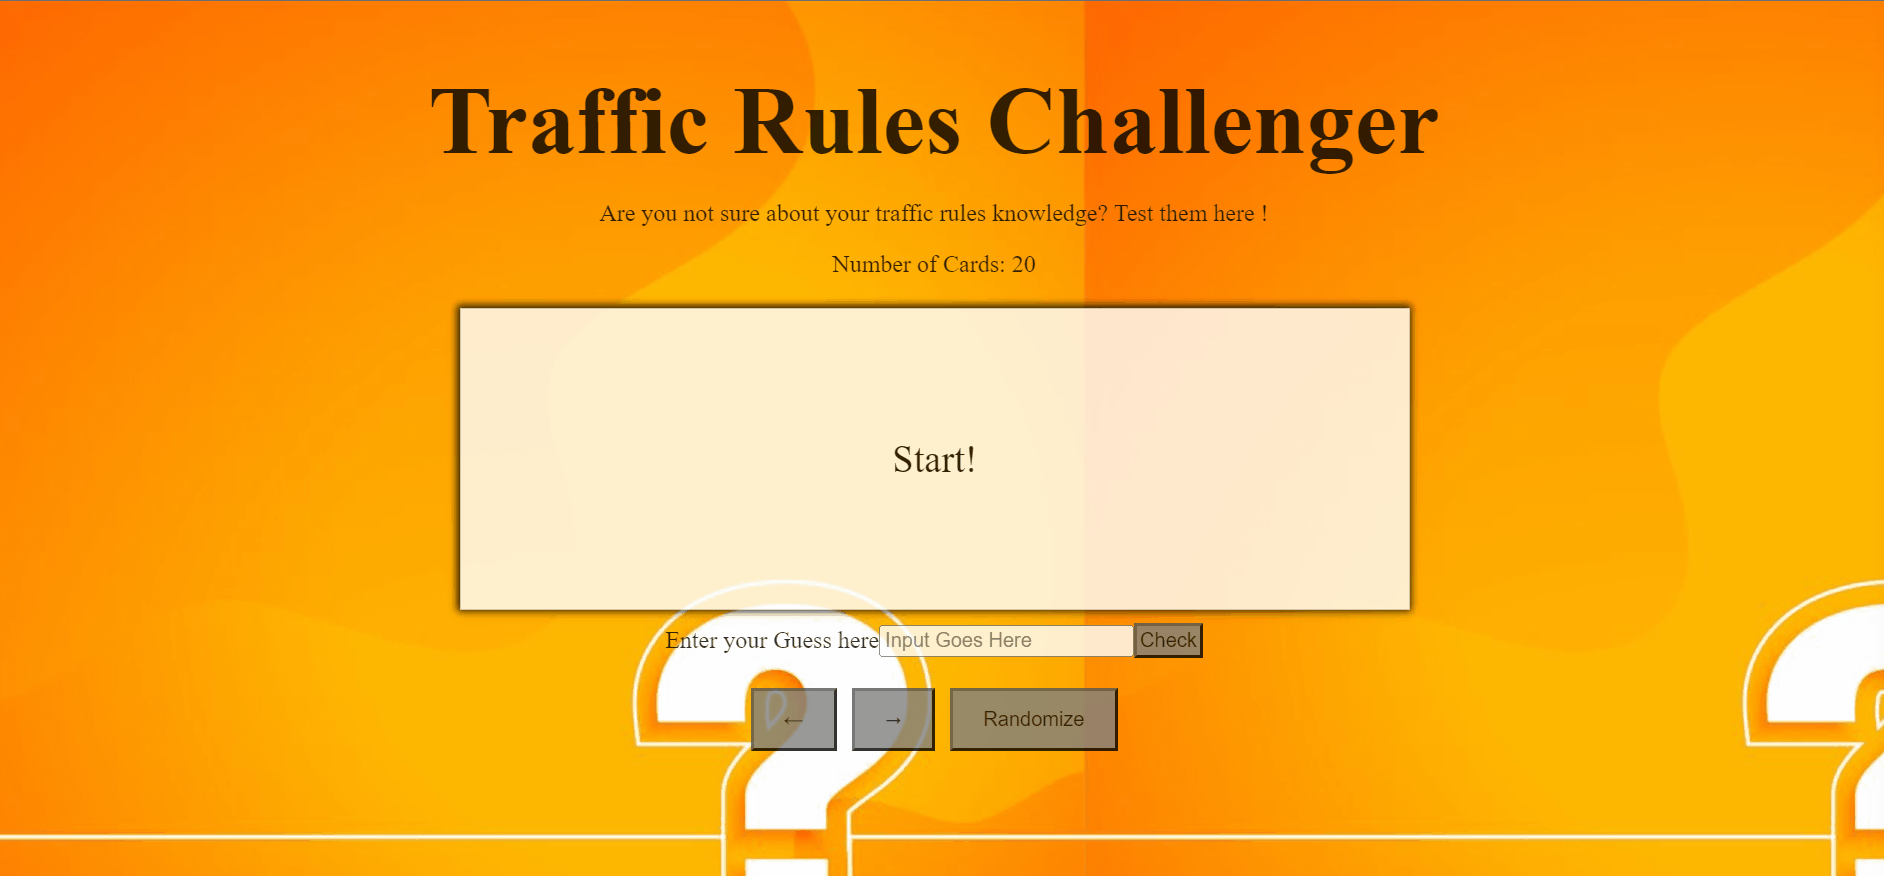 Traffic Rules Challenger
Are you not sure about your traffic rules knowledge? Test them here !
Number of Cards: 20
Start!
Enter your Guess here Input Goes Here Check
← → Randomize